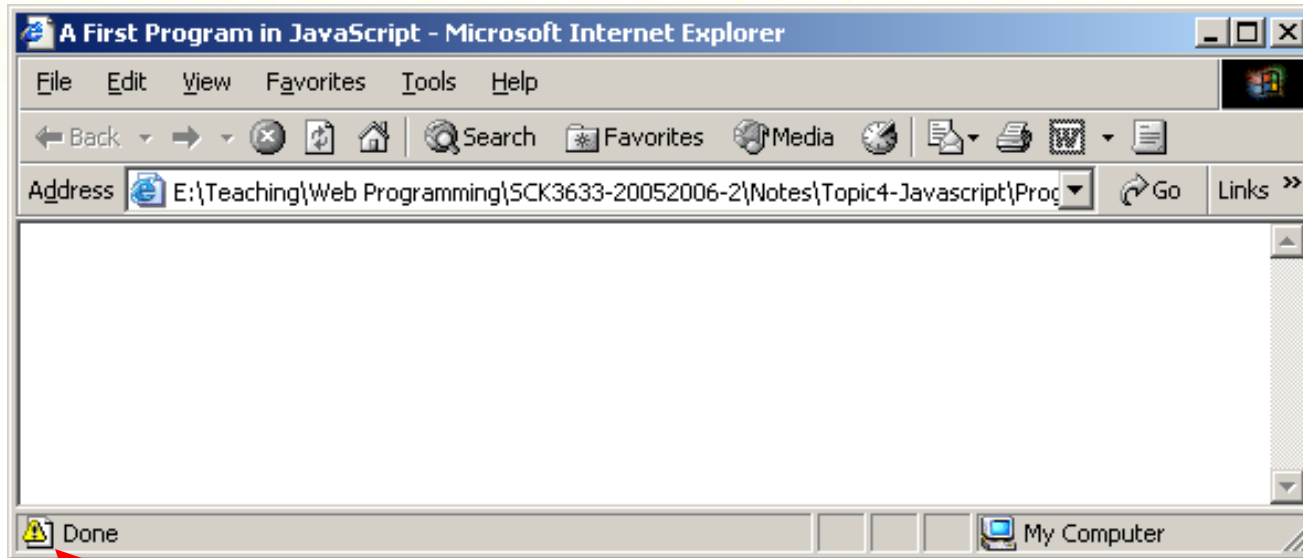 A First Program in JavaScript - Microsoft Internet Explorer
File Edit View Favorites Tools Help
Back Search Favorites Media W
Address E:\Teaching\Web Programming\SCK3633-20052006-2\Notes\Topic4-Javascript\Prog Go Links »
Done My Computer